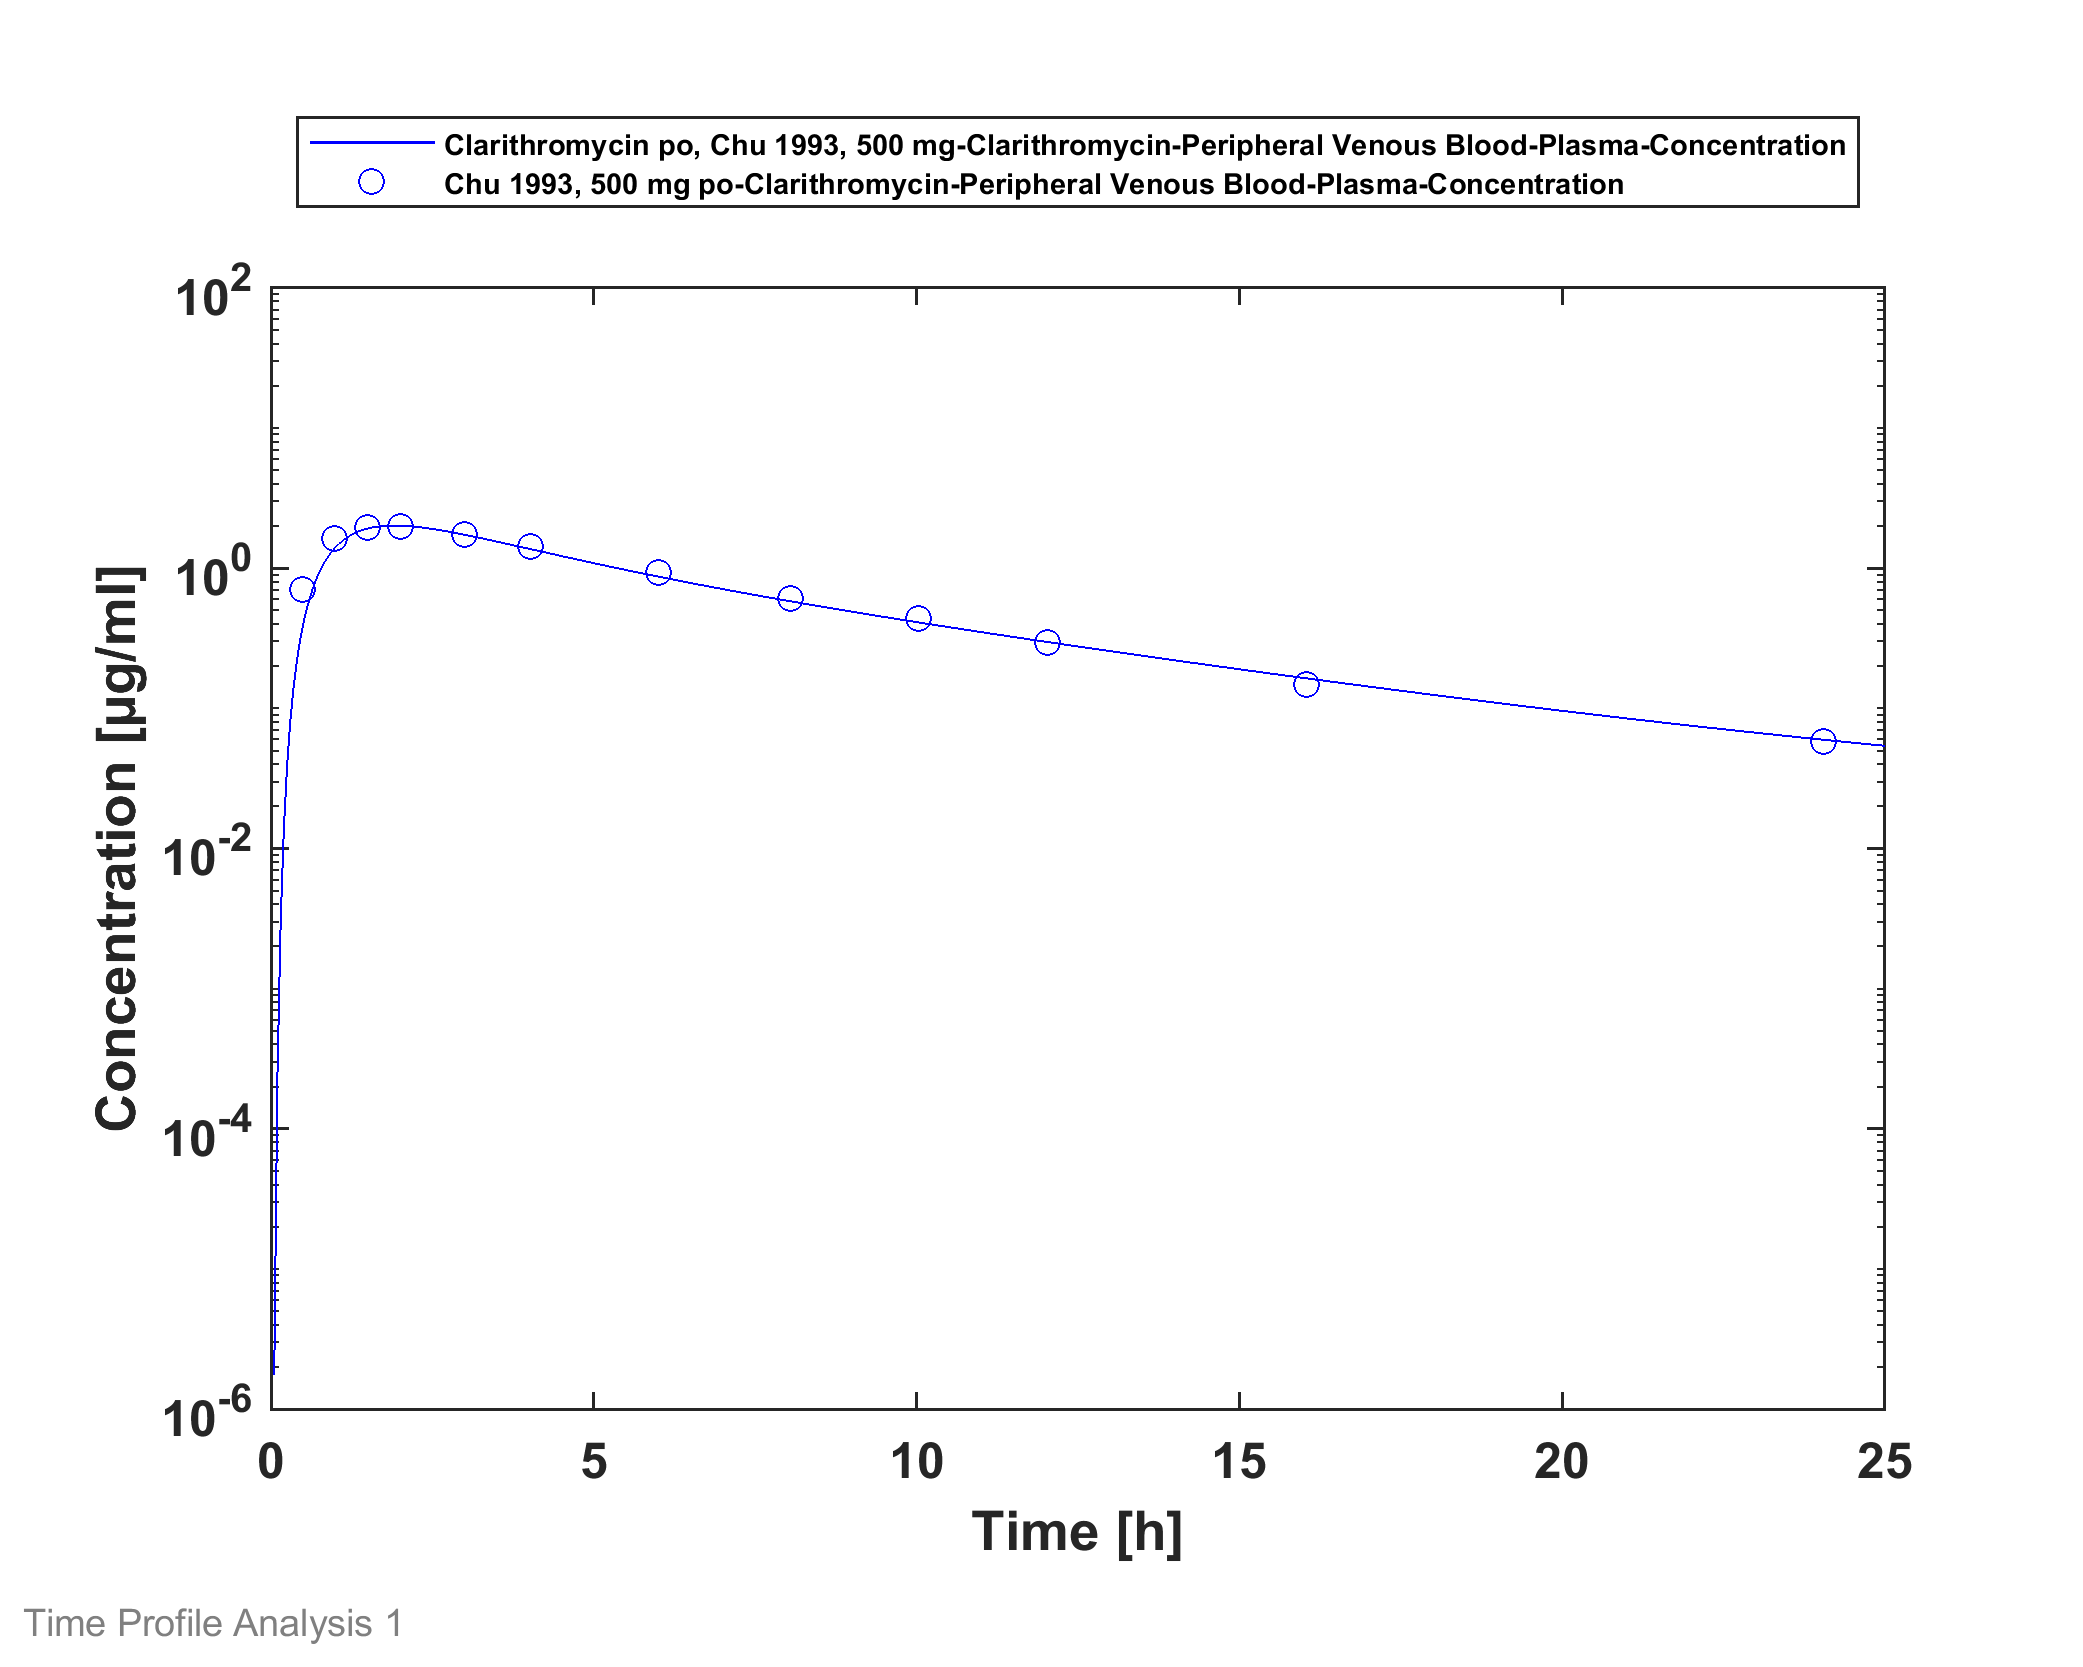 Clarithromycin po, Chu 1993, 500 mg-Clarithromycin-Peripheral Venous Blood-Plasma-Concentration
Chu 1993, 500 mg po-Clarithromycin-Peripheral Venous Blood-Plasma-Concentration
10^2
10^0
10^-2
10^-4
10^-6
Concentration [µg/ml]
0 5 10 15 20 25
Time [h]
Time Profile Analysis 1